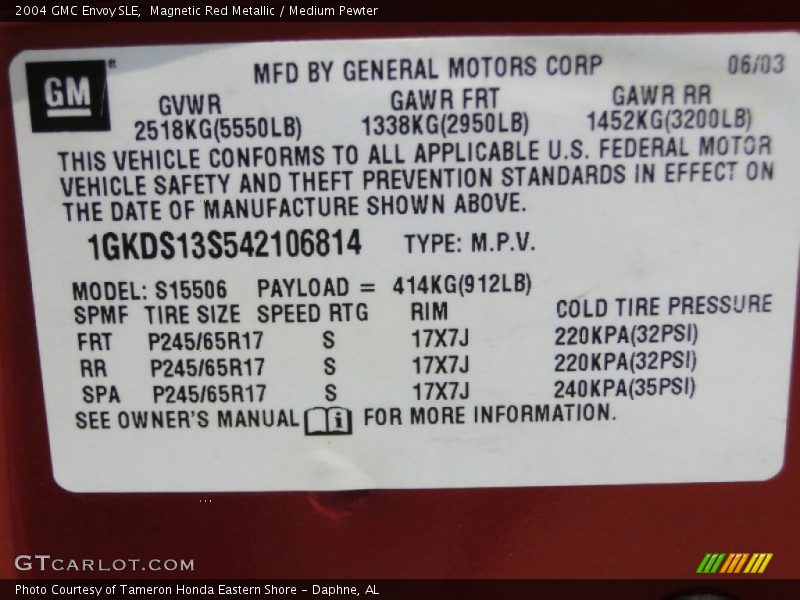 2004 GMC Envoy SLE,  Magnetic Red Metallic / Medium Pewter
GM®
MFD BY GENERAL MOTORS CORP 06/03
GVWR GAWR FRT GAWR RR
2518KG(5550LB) 1338KG(2950LB) 1452KG(3200LB)
THIS VEHICLE CONFORMS TO ALL APPLICABLE U.S. FEDERAL MOTOR
VEHICLE SAFETY AND THEFT PREVENTION STANDARDS IN EFFECT ON
THE DATE OF MANUFACTURE SHOWN ABOVE.
1GKDS13S542106814 TYPE: M.P.V.
MODEL: S15506 PAYLOAD = 414KG(912LB)
SPMF TIRE SIZE SPEED RTG RIM COLD TIRE PRESSURE
FRT P245/65R17 S 17X7J 220KPA(32PSI)
RR P245/65R17 S 17X7J 220KPA(32PSI)
SPA P245/65R17 S 17X7J 240KPA(35PSI)
SEE OWNER'S MANUAL i FOR MORE INFORMATION.
GTCARLOT.COM
Photo Courtesy of Tameron Honda Eastern Shore - Daphne, AL